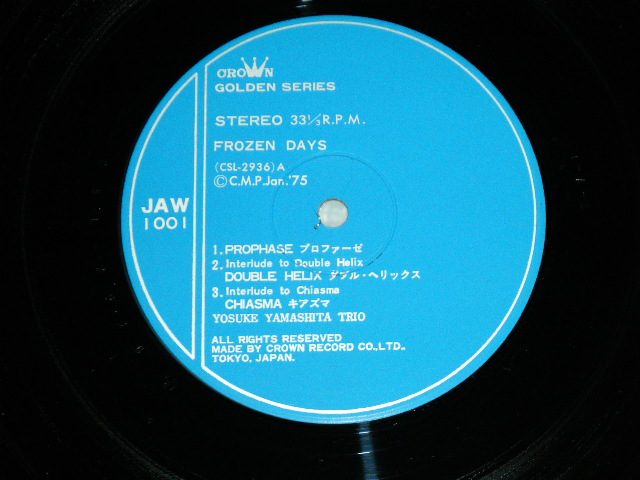 CROWN
GOLDEN SERIES
STEREO 33⅓R.P.M.
FROZEN DAYS
(CSL-2936)A
©C.M.P.Jan.'75
JAW
1001
1. PROPHASE プロファーゼ
2. Interlude to Double Helix
DOUBLE HELIX ダブル・ヘリックス
3. Interlude to Chiasma
CHIASMA キアズマ
YOSUKE YAMASHITA TRIO
ALL RIGHTS RESERVED
MADE BY CROWN RECORD CO.,LTD..
TOKYO, JAPAN.